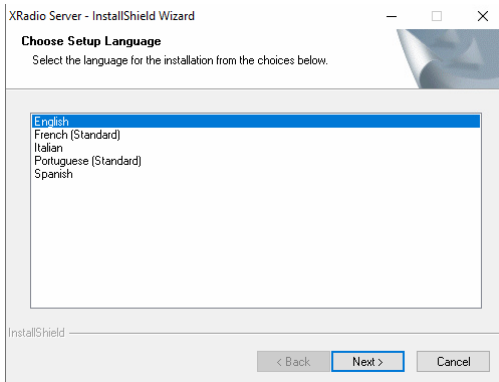 XRadio Server - InstallShield Wizard
Choose Setup Language
Select the language for the installation from the choices below.
English
French (Standard)
Italian
Portuguese (Standard)
Spanish
InstallShield
< Back
Next >
Cancel